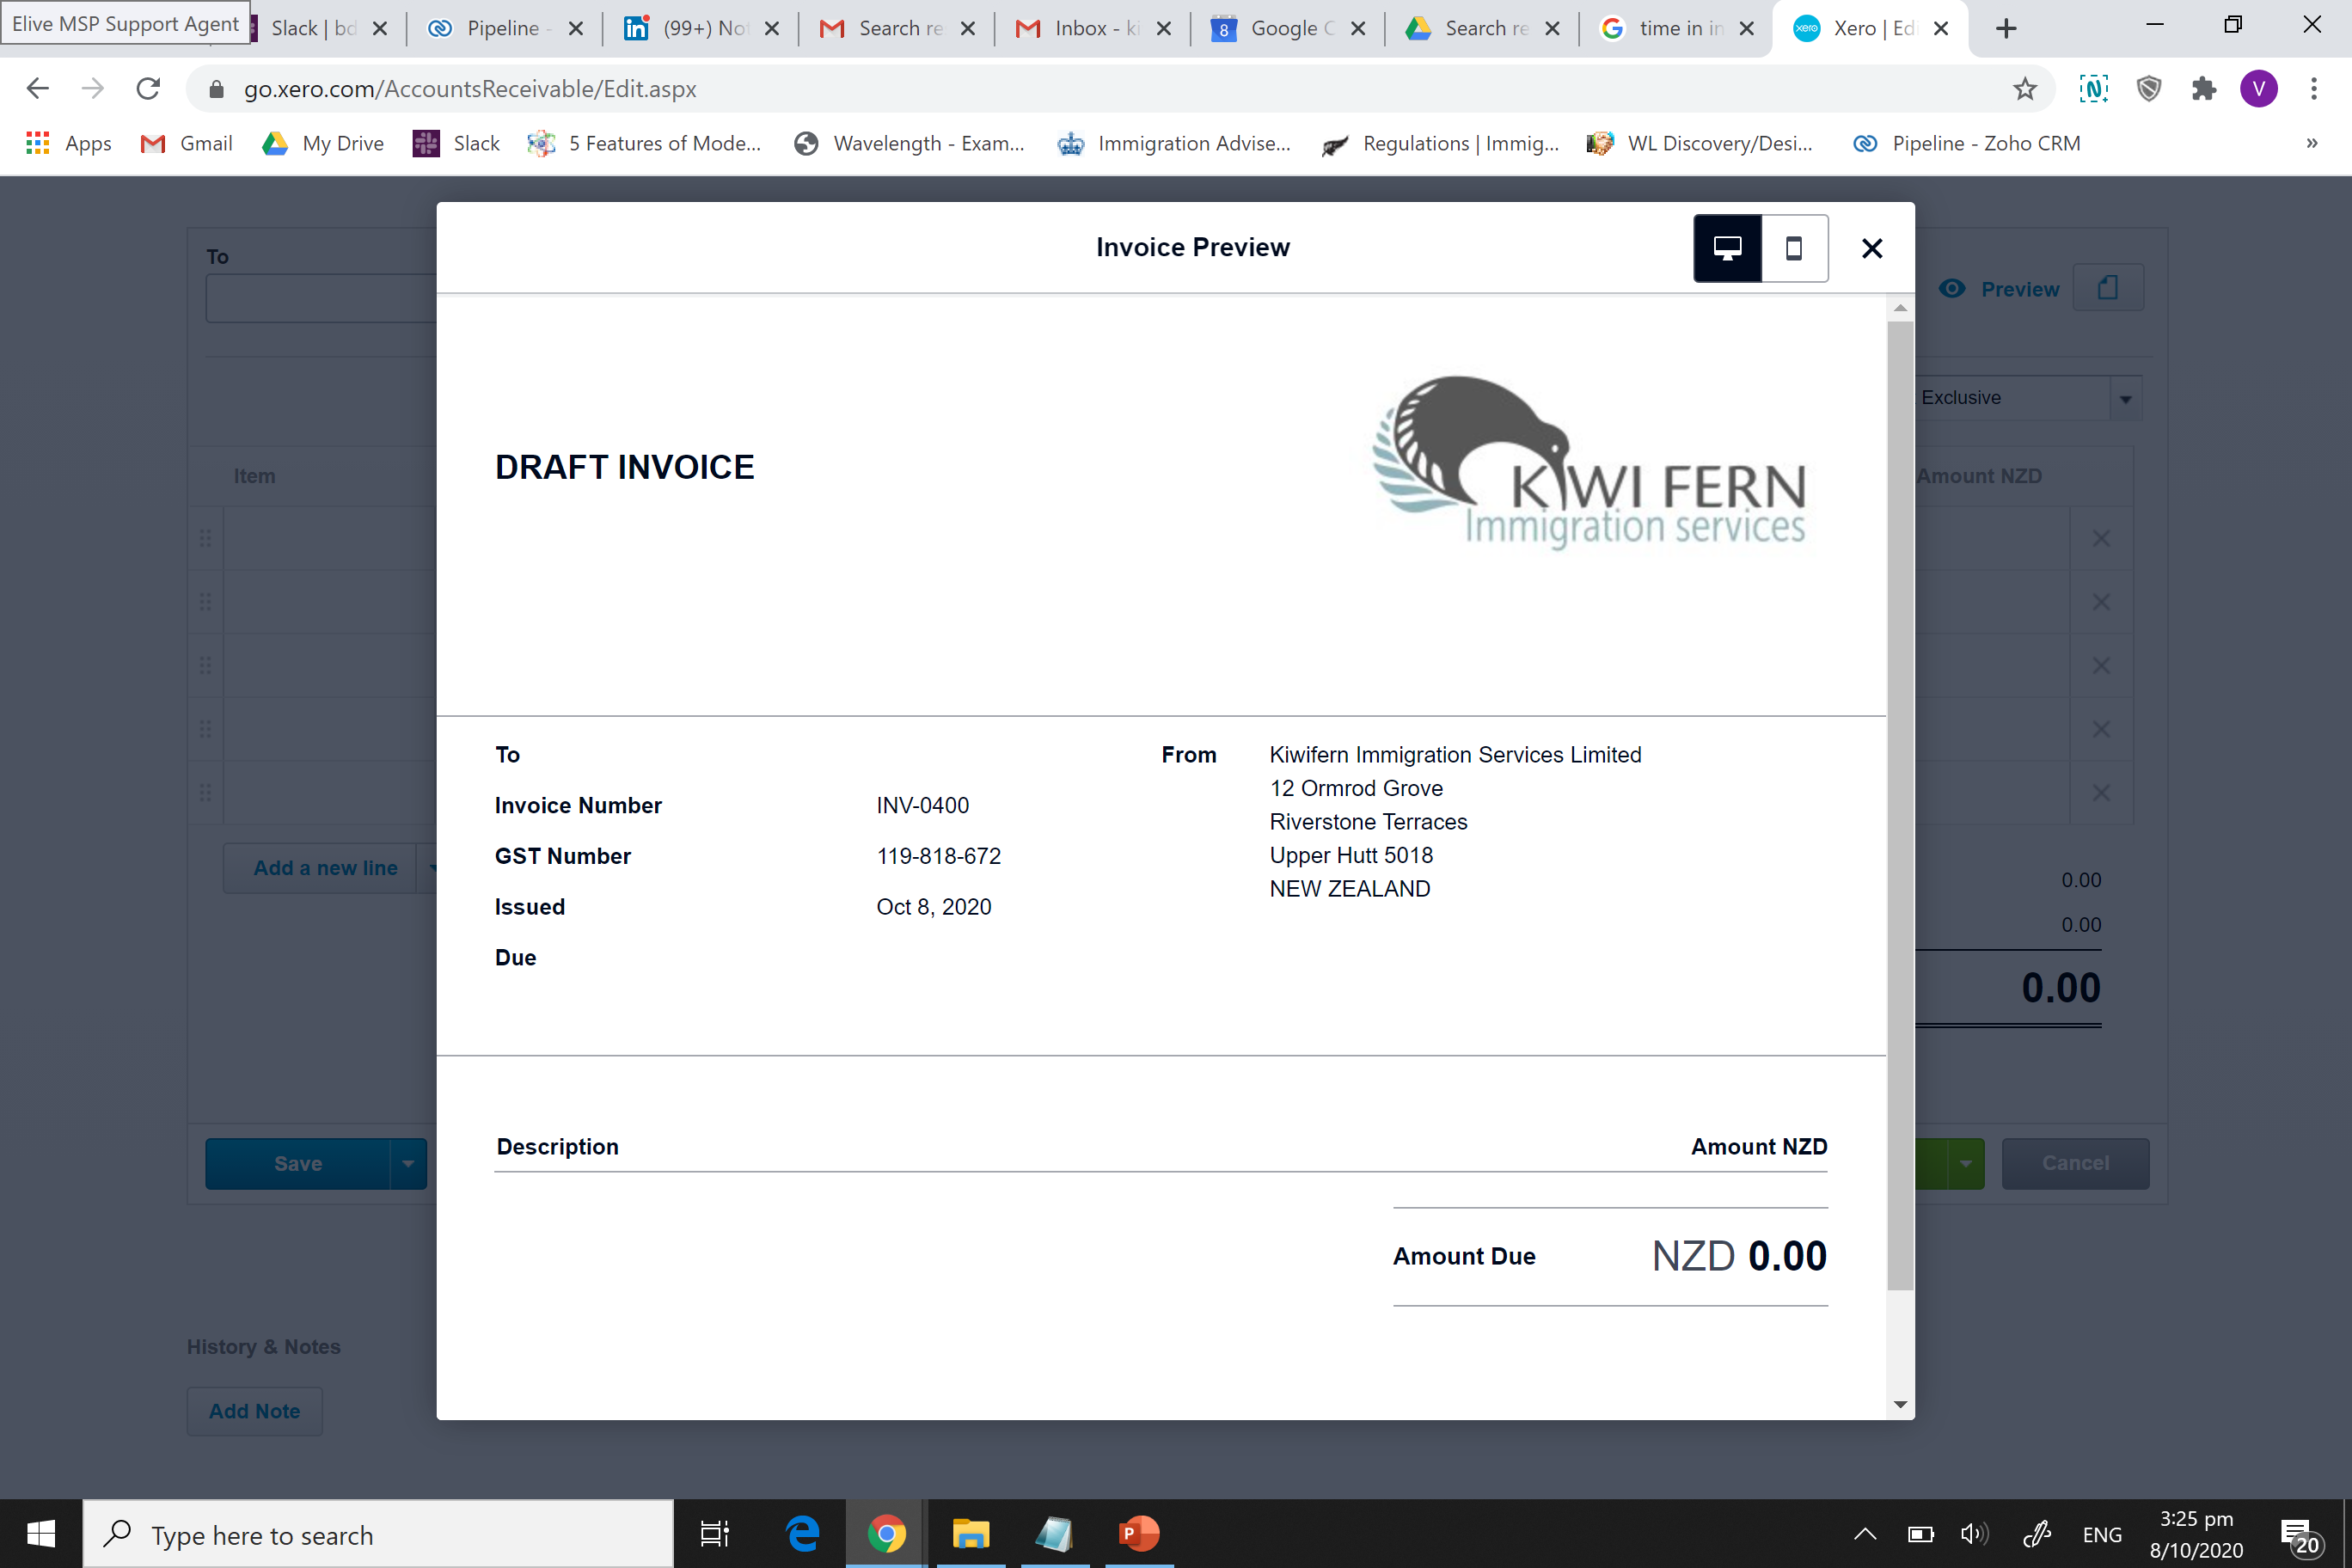 Elive MSP Support Agent
Slack | bd
Pipeline -
(99+) Not
Search re
Inbox - ki
8
Google C
Search re
time in in
xero
Xero | Edi
go.xero.com/AccountsReceivable/Edit.aspx
V
Apps
Gmail
My Drive
Slack
5 Features of Mode...
Wavelength - Exam...
Immigration Advise...
Regulations | Immig...
WL Discovery/Desi...
Pipeline - Zoho CRM
»
Invoice Preview
To
Preview
Exclusive
Item
Amount NZD
DRAFT INVOICE
KIWI FERN
Immigration services
To
Invoice Number INV-0400
GST Number 119-818-672
Issued Oct 8, 2020
Due
From
Kiwifern Immigration Services Limited
12 Ormrod Grove
Riverstone Terraces
Upper Hutt 5018
NEW ZEALAND
Add a new line
0.00
0.00
0.00
Description Amount NZD
Amount Due NZD 0.00
Save
Cancel
History & Notes
Add Note
Type here to search
P
ENG
3:25 pm
8/10/2020
20